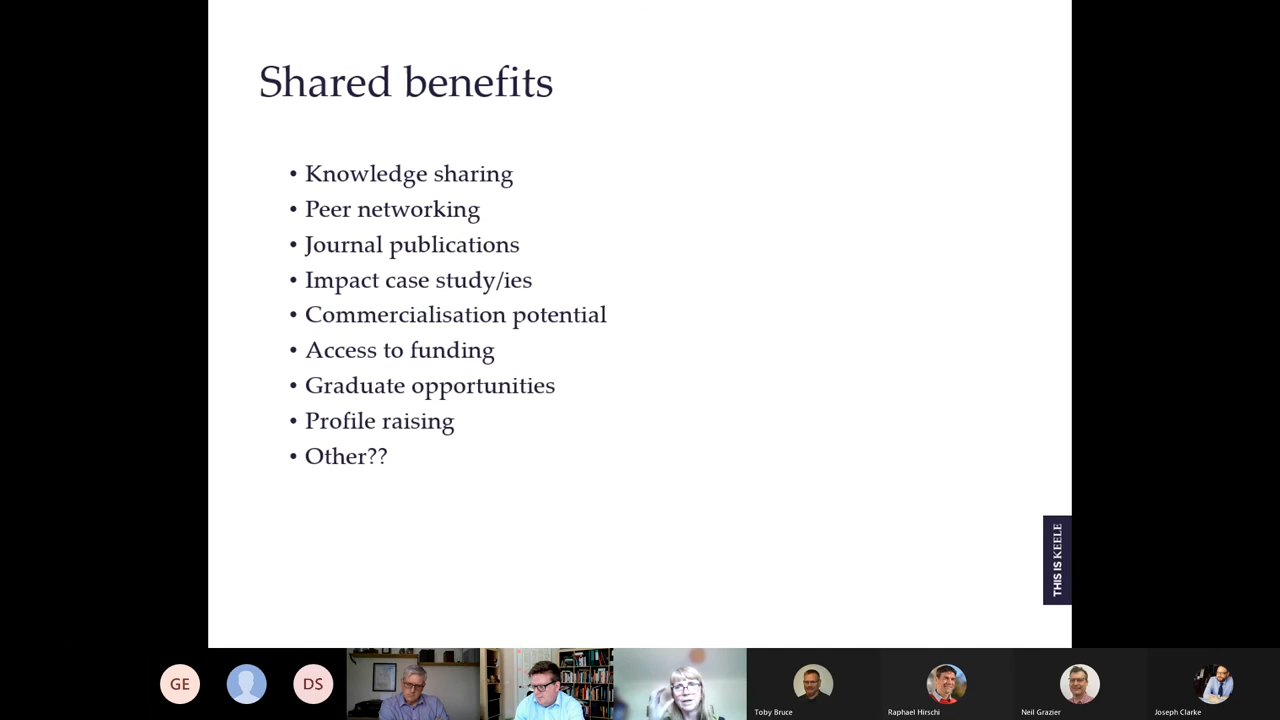 Shared benefits
• Knowledge sharing
• Peer networking
• Journal publications
• Impact case study/ies
• Commercialisation potential
• Access to funding
• Graduate opportunities
• Profile raising
• Other??
THIS IS KEELE
GE
DS
Toby Bruce
Raphael Hirschi
Neil Grazier
Joseph Clarke